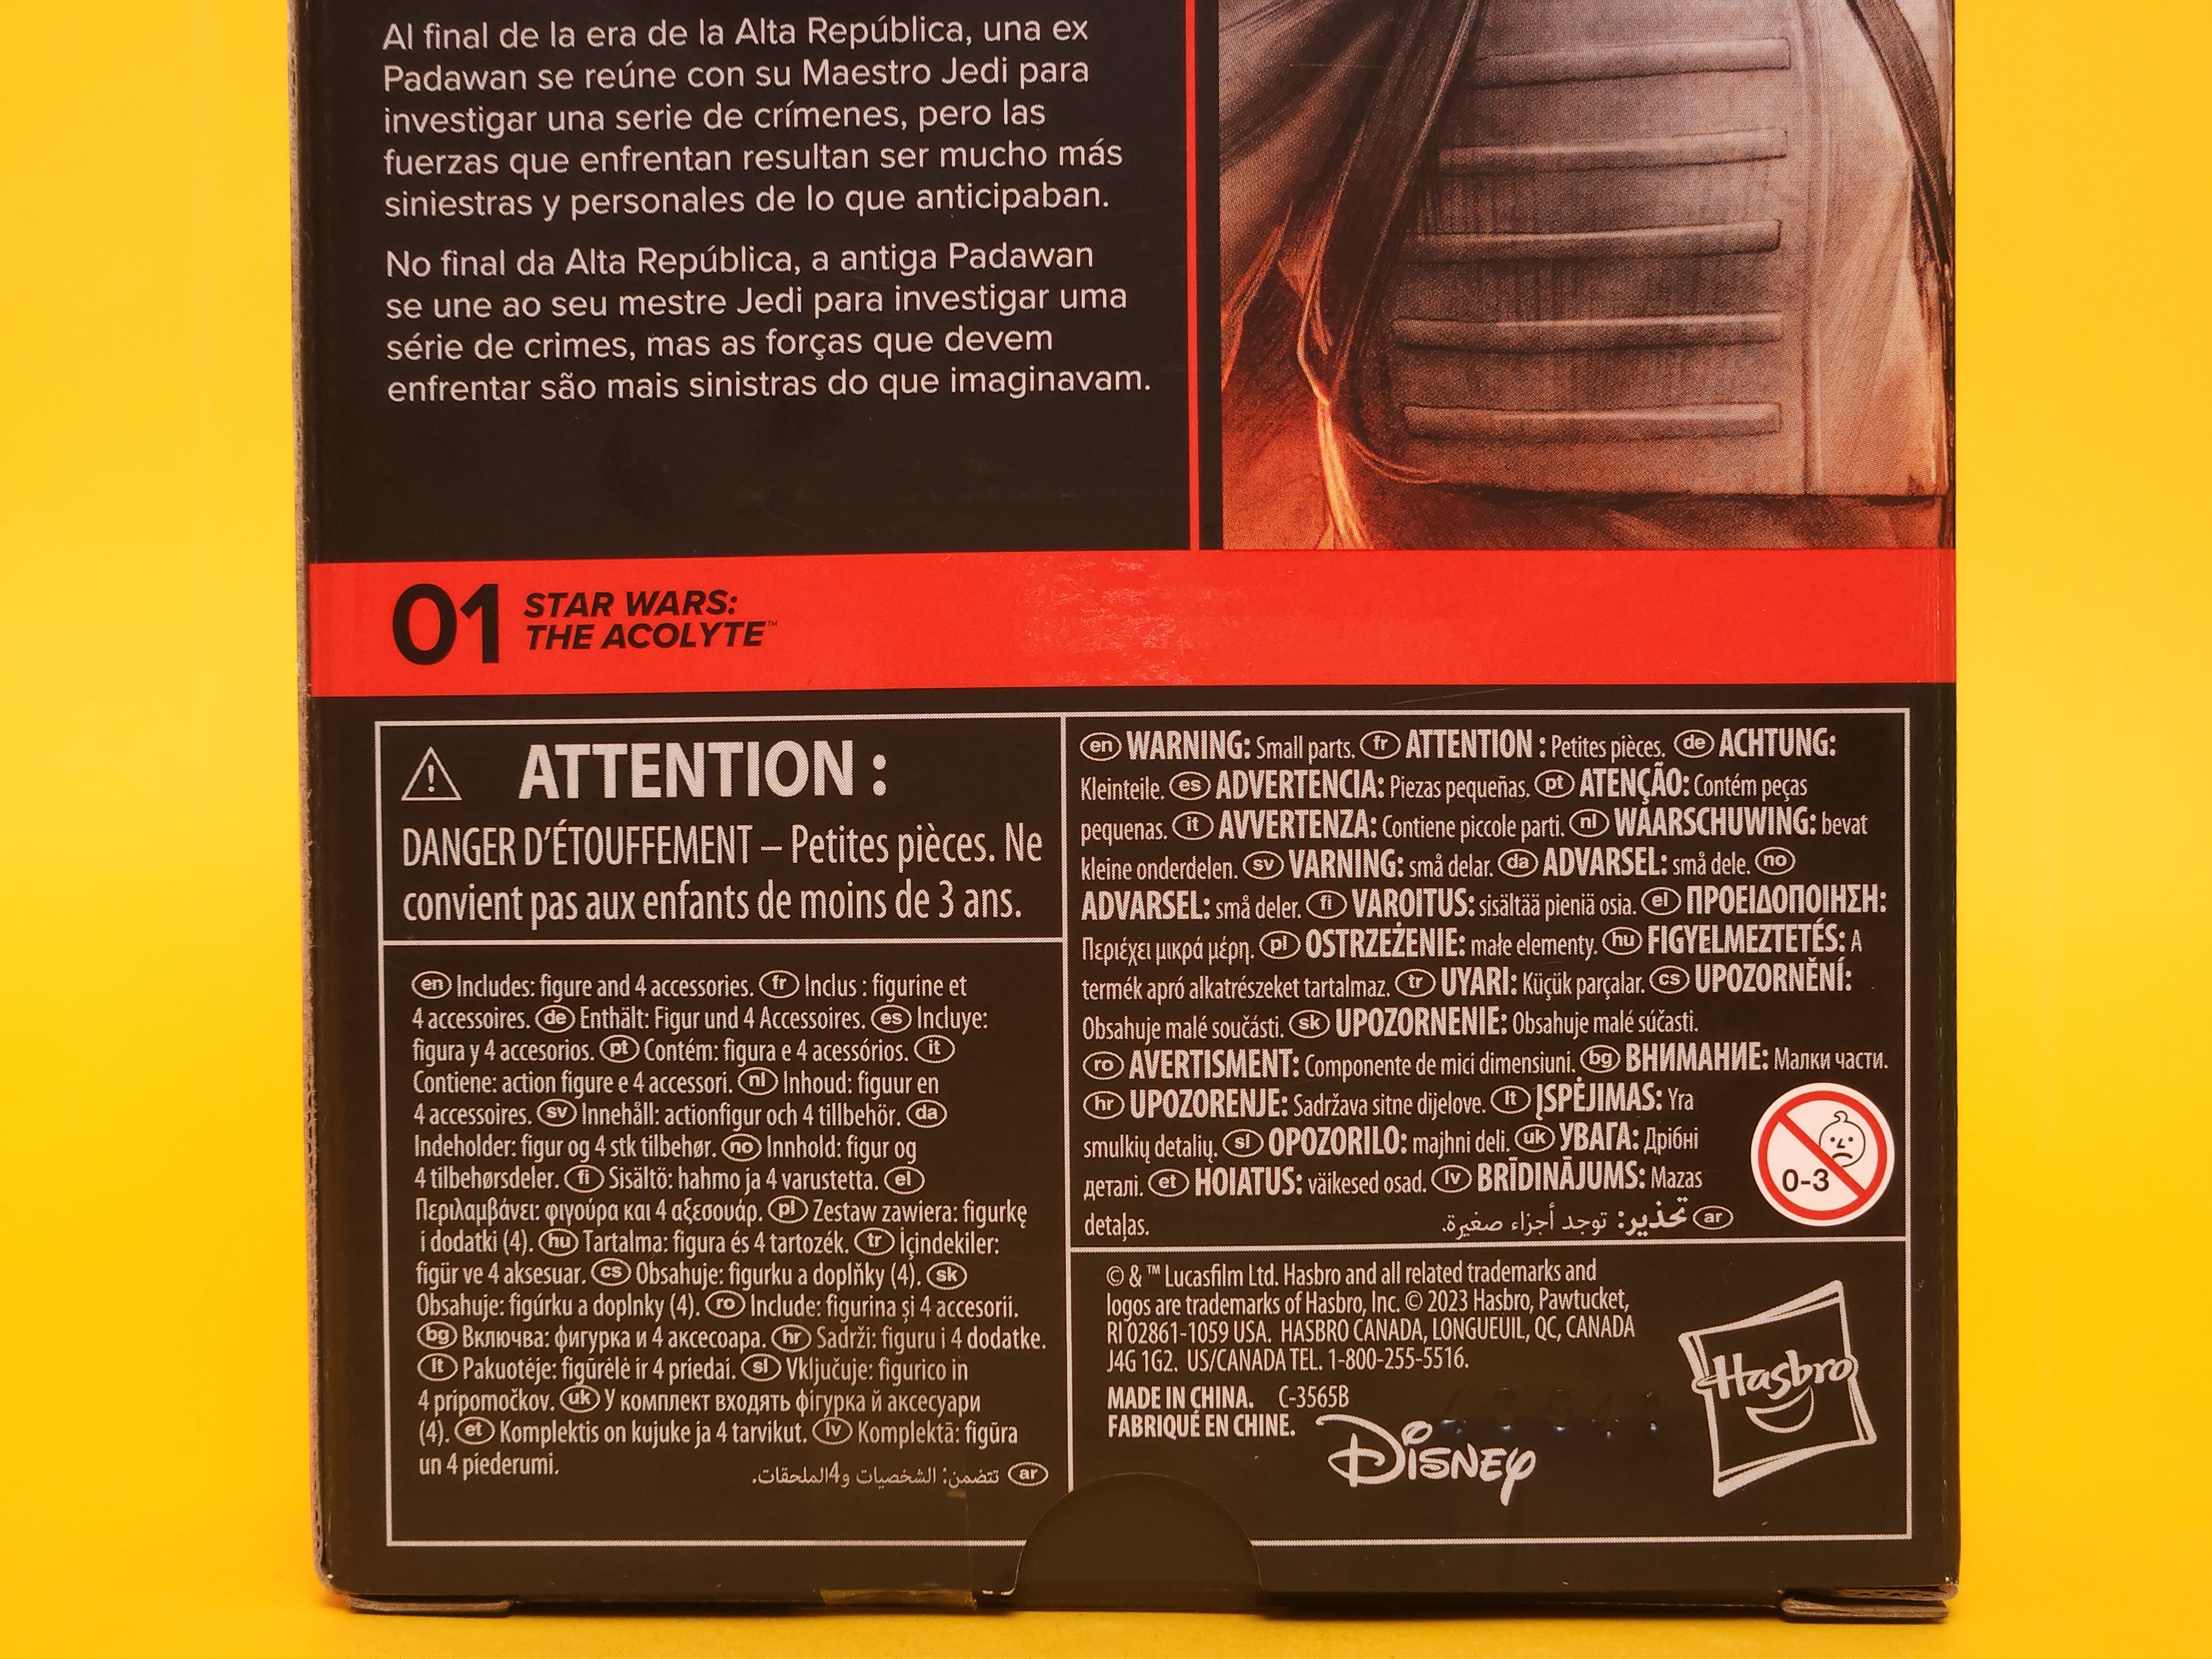 Al final de la era de la Alta República, una ex
Padawan se reúne con su Maestro Jedi para
investigar una serie de crímenes, pero las
fuerzas que enfrentan resultan ser mucho más
siniestras y personales de lo que anticipaban.
No final da Alta República, a antiga Padawan
se une ao seu mestre Jedi para investigar uma
série de crimes, mas as forças que devem
enfrentar são mais sinistras do que imaginavam.
01 STAR WARS:
THE ACOLYTE™
ATTENTION :
DANGER D'ÉTOUFFEMENT – Petites pièces. Ne
convient pas aux enfants de moins de 3 ans.
en Includes: figure and 4 accessories. fr Inclus : figurine et
4 accessoires. de Enthält: Figur und 4 Accessoires. es Incluye:
figura y 4 accesorios. pt Contém: figura e 4 acessórios. it
Contiene: action figure e 4 accessori. nl Inhoud: figuur en
4 accessoires. sv Innehåll: actionfigur och 4 tillbehör. da
Indeholder: figur og 4 stk tilbehør. no Innhold: figur og
4 tilbehørsdeler. fi Sisältö: hahmo ja 4 varustetta. el
Περιλαμβάνει: φιγούρα και 4 αξεσουάρ. pl Zestaw zawiera: figurkę
i dodatki (4). hu Tartalma: figura és 4 tartozék. tr İçindekiler:
figür ve 4 aksesuar. cs Obsahuje: figurku a doplňky (4). sk
Obsahuje: figúrku a doplnky (4). ro Include: figurina și 4 accesorii.
bg Включва: фигурка и 4 аксесоара. hr Sadrži: figuru i 4 dodatke.
lt Pakuotėje: figūrėlė ir 4 priedai. sl Vključuje: figurico in
4 pripomočkov. uk У комплект входять фігурка й аксесуари
(4). et Komplektis on kujuke ja 4 tarvikut. lv Komplektā: figūra
un 4 piederumi.
ar تتضمن: الشخصيات و4الملحقات.
en WARNING: Small parts. fr ATTENTION : Petites pièces. de ACHTUNG:
Kleinteile. es ADVERTENCIA: Piezas pequeñas. pt ATENÇÃO: Contém peças
pequenas. it AVVERTENZA: Contiene piccole parti. nl WAARSCHUWING: bevat
kleine onderdelen. sv VARNING: små delar. da ADVARSEL: små dele. no
ADVARSEL: små deler. fi VAROITUS: sisältää pieniä osia. el ΠΡΟΕΙΔΟΠΟΙΗΣΗ:
Περιέχει μικρά μέρη. pl OSTRZEŻENIE: małe elementy. hu FIGYELMEZTETÉS: A
termék apró alkatrészeket tartalmaz. tr UYARI: Küçük parçalar. cs UPOZORNĚNÍ:
Obsahuje malé součásti. sk UPOZORNENIE: Obsahuje malé súčasti.
ro AVERTISMENT: Componente de mici dimensiuni. bg ВНИМАНИЕ: Малки части.
hr UPOZORENJE: Sadržava sitne dijelove. lt ĮSPĖJIMAS: Yra
smulkių detalių. sl OPOZORILO: majhni deli. uk УВАГА: Дрібні
деталі. et HOIATUS: väikesed osad. lv BRĪDINĀJUMS: Mazas
detaļas.
ar تحذير: توجد أجزاء صغيرة.
0-3
© & ™ Lucasfilm Ltd. Hasbro and all related trademarks and
logos are trademarks of Hasbro, Inc. © 2023 Hasbro, Pawtucket,
RI 02861-1059 USA. HASBRO CANADA, LONGUEUIL, QC, CANADA
J4G 1G2. US/CANADA TEL. 1-800-255-5516.
MADE IN CHINA. C-3565B
FABRIQUÉ EN CHINE.
Disney
Hasbro